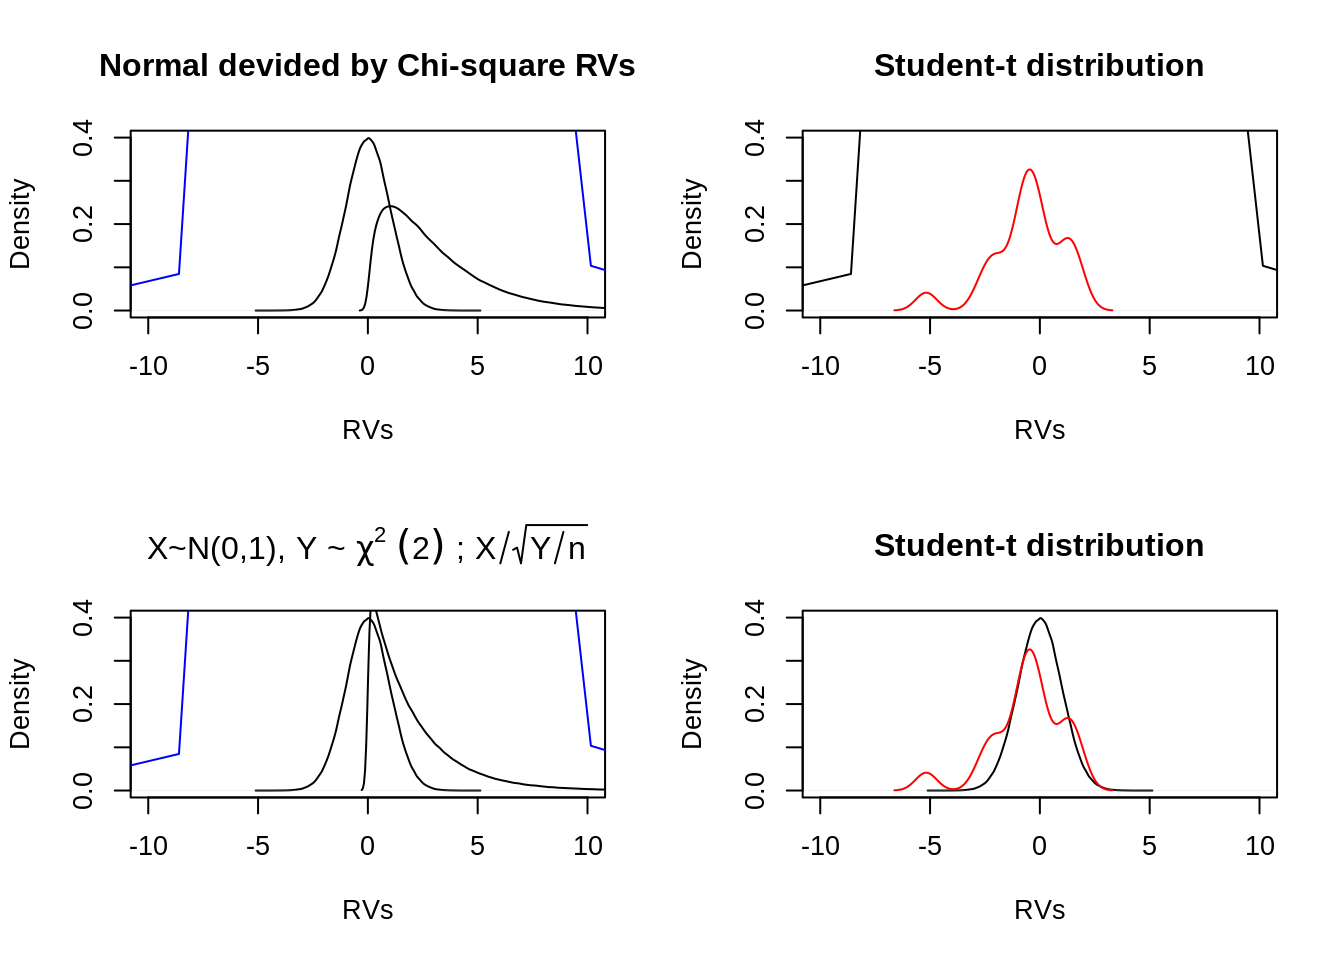 Normal devided by Chi-square RVs
Density
0.0 0.2 0.4
-10 -5 0 5 10
RVs
Student-t distribution
Density
0.0 0.2 0.4
-10 -5 0 5 10
RVs
X~N(0,1), Y ~ χ² (2) ; X/√Y/n
Density
0.0 0.2 0.4
-10 -5 0 5 10
RVs
Student-t distribution
Density
0.0 0.2 0.4
-10 -5 0 5 10
RVs